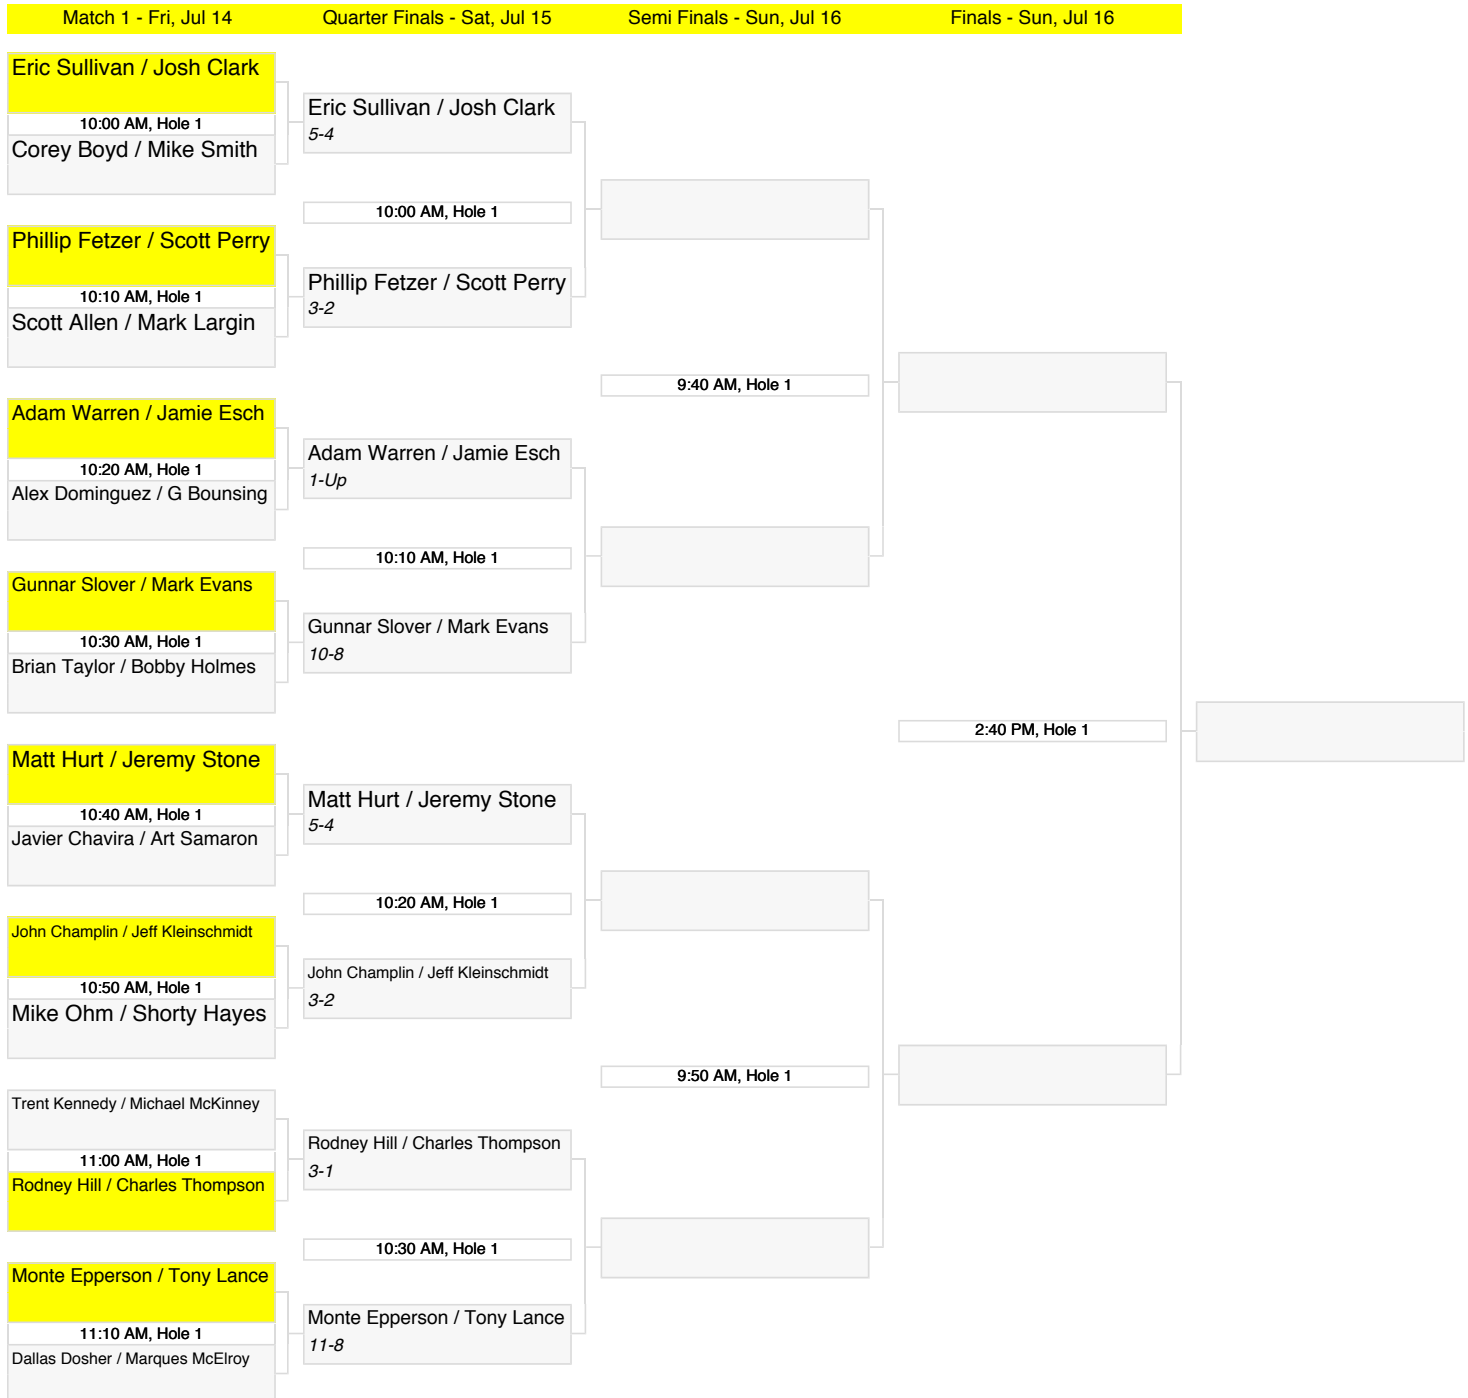 Match 1 - Fri, Jul 14
Quarter Finals - Sat, Jul 15
Semi Finals - Sun, Jul 16
Finals - Sun, Jul 16
Eric Sullivan / Josh Clark
10:00 AM, Hole 1
Corey Boyd / Mike Smith
Phillip Fetzer / Scott Perry
10:10 AM, Hole 1
Scott Allen / Mark Largin
Adam Warren / Jamie Esch
10:20 AM, Hole 1
Alex Dominguez / G Bounsing
Gunnar Slover / Mark Evans
10:30 AM, Hole 1
Brian Taylor / Bobby Holmes
Matt Hurt / Jeremy Stone
10:40 AM, Hole 1
Javier Chavira / Art Samaron
John Champlin / Jeff Kleinschmidt
10:50 AM, Hole 1
Mike Ohm / Shorty Hayes
Trent Kennedy / Michael McKinney
11:00 AM, Hole 1
Rodney Hill / Charles Thompson
Monte Epperson / Tony Lance
11:10 AM, Hole 1
Dallas Dosher / Marques McElroy
Eric Sullivan / Josh Clark
5-4
10:00 AM, Hole 1
Phillip Fetzer / Scott Perry
3-2
Adam Warren / Jamie Esch
1-Up
10:10 AM, Hole 1
Gunnar Slover / Mark Evans
10-8
Matt Hurt / Jeremy Stone
5-4
10:20 AM, Hole 1
John Champlin / Jeff Kleinschmidt
3-2
Rodney Hill / Charles Thompson
3-1
10:30 AM, Hole 1
Monte Epperson / Tony Lance
11-8
9:40 AM, Hole 1
9:50 AM, Hole 1
2:40 PM, Hole 1